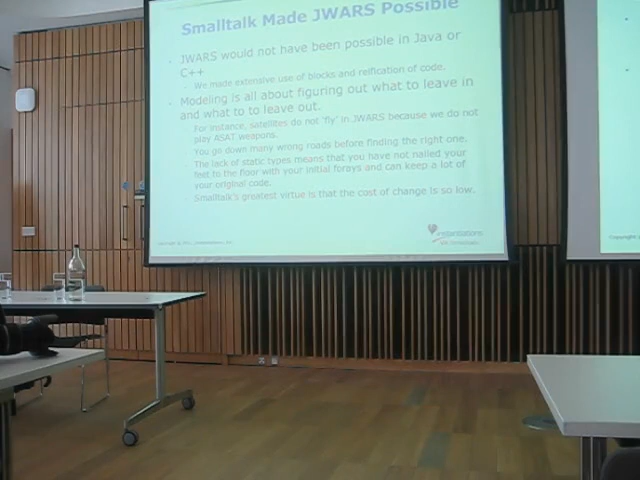 Smalltalk Made JWARS Possible
JWARS would not have been possible in Java or
C++
– We made extensive use of blocks and reification of code.
Modeling is all about figuring out what to leave in
and what to to leave out.
– For instance, satellites do not 'fly' in JWARS because we do not
play ASAT weapons.
– You go down many wrong roads before finding the right one.
– The lack of static types means that you have not nailed your
feet to the floor with your initial forays and can keep a lot of
your original code.
– Smalltalk's greatest virtue is that the cost of change is so low.
instantiations
Copyright